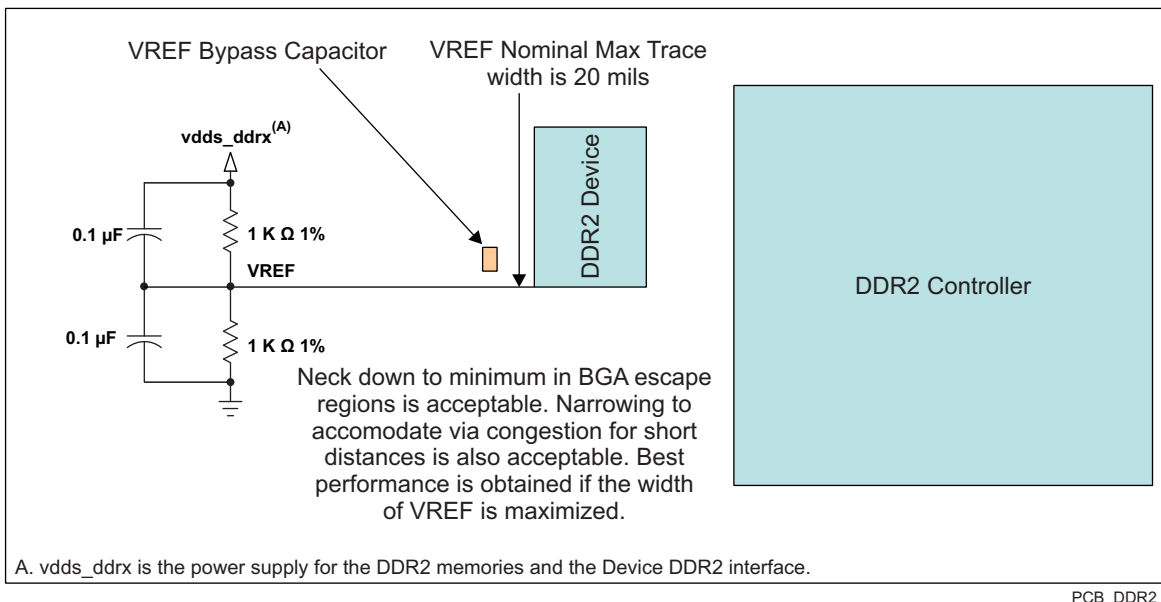 VREF Bypass Capacitor
VREF Nominal Max Trace
width is 20 mils
vdds_ddrx(A)
0.1 µF
1 K Ω 1%
VREF
DDR2 Device
DDR2 Controller
0.1 µF
1 K Ω 1%
Neck down to minimum in BGA escape
regions is acceptable. Narrowing to
accomodate via congestion for short
distances is also acceptable. Best
performance is obtained if the width
of VREF is maximized.
A. vdds_ddrx is the power supply for the DDR2 memories and the Device DDR2 interface.
PCB_DDR2